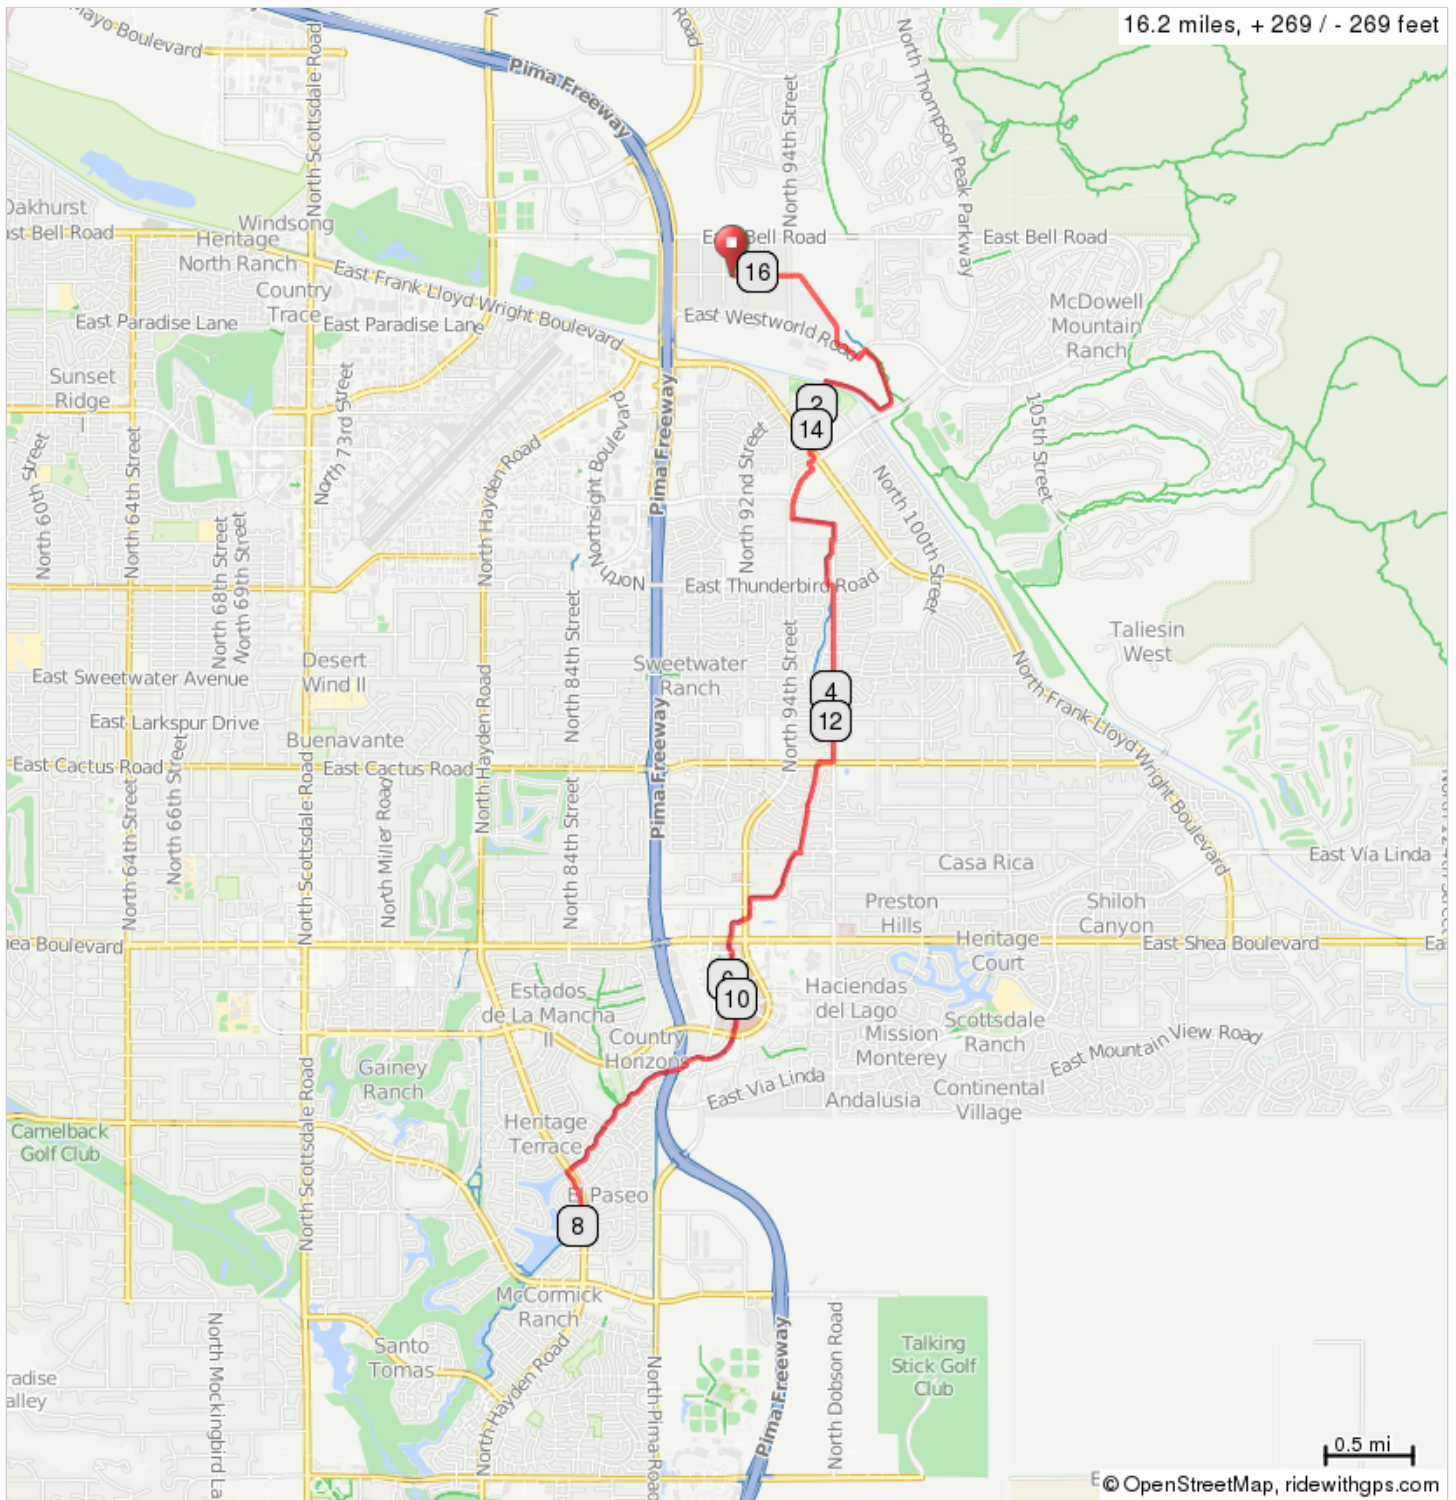 16.2 miles, + 269 / - 269 feet
Mayo Boulevard
Road
North Scottsdale Road
Pima Freeway
North Thompson Peak Parkway
North 94th Street
Oakhurst
Windsong
East Bell Road
East Bell Road
Heritage
North Ranch
16
East Frank Lloyd Wright Boulevard
Country
Trace
McDowell
Mountain
Ranch
East Paradise Lane
East Paradise Lane
East Westworld Road
Sunset
Ridge
North 73rd Street
Pima Freeway
2
14
105th Street
North 60th Street
North 64th Street
North Hayden Road
North Northsight Boulevard
North 92nd Street
North 100th Street
North 68th Street
North 69th Street
East Thunderbird Road
Taliesin
West
Desert
Wind II
North 84th Street
Sweetwater
Ranch
North 94th Street
East Sweetwater Avenue
4
12
North Frank Lloyd Wright Boulevard
East Larkspur Drive
Buenavante
North Hayden Road
Pima Freeway
East Cactus Road
East Cactus Road
North 66th Street
North 64th Street
North Scottsdale Road
North Miller Road
North 84th Street
Casa Rica
East Vía Linda
Preston
Hills
Shiloh
Canyon
Heritage
Court
East Shea Boulevard
Estados
de La Mancha
II
10
Haciendas
del Lago
Scottsdale
Ranch
Country
Horizons
Mission
Monterey
East Mountain View Road
Gainey
Ranch
East Via Linda
Continental
Village
Andalusia
North Scottsdale Road
Heritage
Terrace
Camelback
Golf Club
El Paseo
8
McCormick
Ranch
Santo
Tomas
North Hayden Road
Pima Freeway
North Dobson Road
Talking
Stick Golf
Club
0.5 mi
© OpenStreetMap, ridewithgps.com